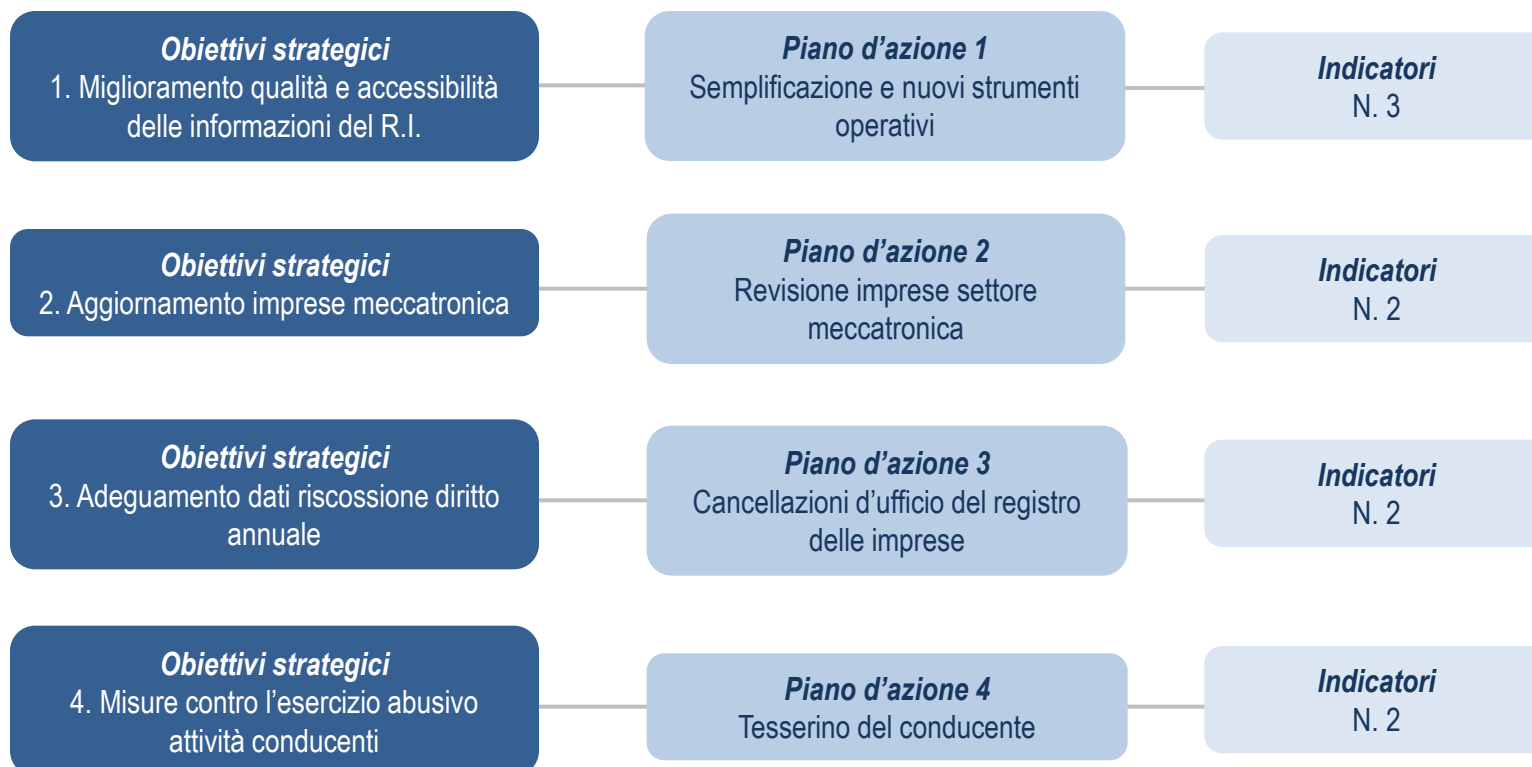 Obiettivi strategici
1. Miglioramento qualità e accessibilità
delle informazioni del R.I.
Piano d’azione 1
Semplificazione e nuovi strumenti
operativi
Indicatori
N. 3
Obiettivi strategici
2. Aggiornamento imprese meccatronica
Piano d’azione 2
Revisione imprese settore
meccatronica
Indicatori
N. 2
Obiettivi strategici
3. Adeguamento dati riscossione diritto
annuale
Piano d’azione 3
Cancellazioni d’ufficio del registro
delle imprese
Indicatori
N. 2
Obiettivi strategici
4. Misure contro l’esercizio abusivo
attività conducenti
Piano d’azione 4
Tesserino del conducente
Indicatori
N. 2